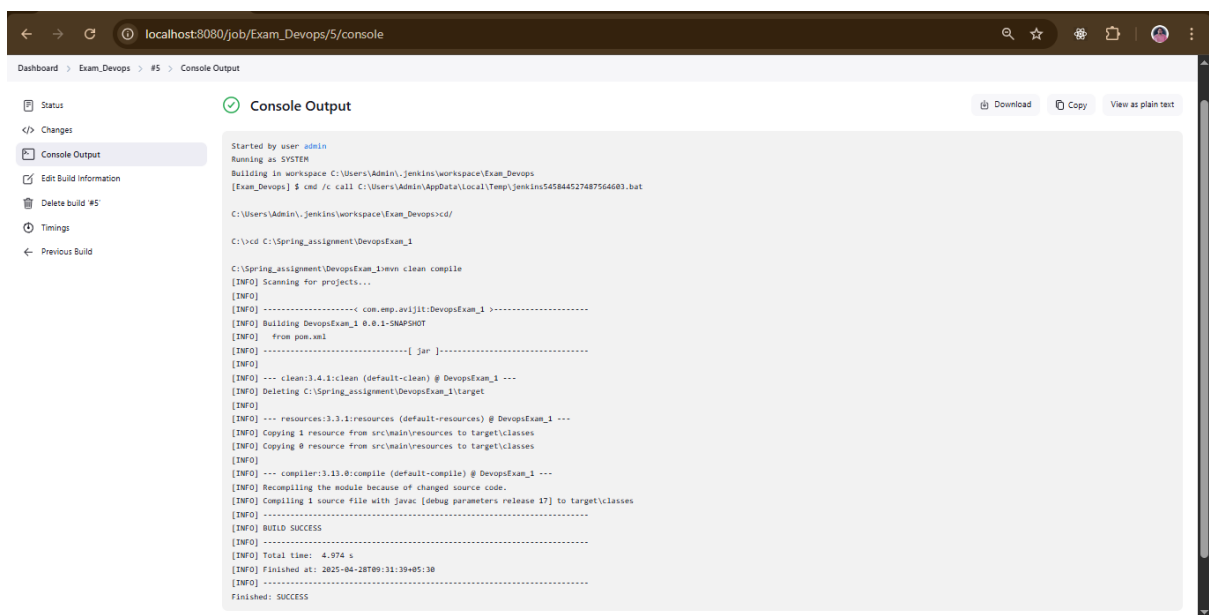 localhost:8080/job/Exam_Devops/5/console
Dashboard > Exam_Devops > #5 > Console Output
Status
Changes
Console Output
Edit Build Information
Delete build '#5'
Timings
Previous Build
Console Output
Download
Copy
View as plain text
Started by user admin
Running as SYSTEM
Building in workspace C:\Users\Admin\.jenkins\workspace\Exam_Devops
[Exam_Devops] $ cmd /c call C:\Users\Admin\AppData\Local\Temp\jenkins545844527487564603.bat
C:\Users\Admin\.jenkins\workspace\Exam_Devops>cd/
C:\>cd C:\Spring_assignment\DevopsExam_1
C:\Spring_assignment\DevopsExam_1>mvn clean compile
[INFO] Scanning for projects...
[INFO]
[INFO] --------------------< com.emp.avijit:DevopsExam_1 >---------------------
[INFO] Building DevopsExam_1 0.0.1-SNAPSHOT
[INFO]   from pom.xml
[INFO] --------------------------------[ jar ]---------------------------------
[INFO]
[INFO] --- clean:3.4.1:clean (default-clean) @ DevopsExam_1 ---
[INFO] Deleting C:\Spring_assignment\DevopsExam_1\target
[INFO]
[INFO] --- resources:3.3.1:resources (default-resources) @ DevopsExam_1 ---
[INFO] Copying 1 resource from src\main\resources to target\classes
[INFO] Copying 0 resource from src\main\resources to target\classes
[INFO]
[INFO] --- compiler:3.13.0:compile (default-compile) @ DevopsExam_1 ---
[INFO] Recompiling the module because of changed source code.
[INFO] Compiling 1 source file with javac [debug parameters release 17] to target\classes
[INFO] ------------------------------------------------------------------------
[INFO] BUILD SUCCESS
[INFO] ------------------------------------------------------------------------
[INFO] Total time:  4.974 s
[INFO] Finished at: 2025-04-28T09:31:39+05:30
[INFO] ------------------------------------------------------------------------
Finished: SUCCESS